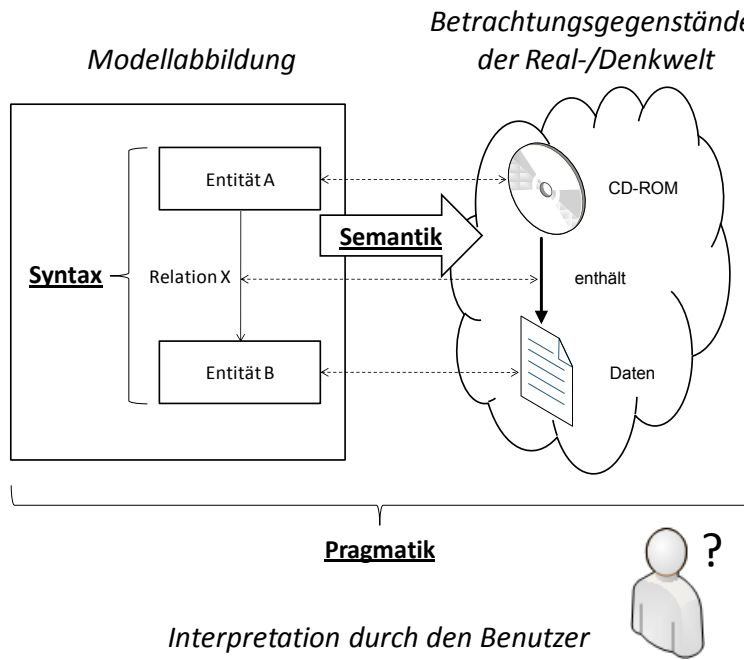 Modellabbildung
Betrachtungsgegenstände
der Real-/Denkwelt
Entität A
CD-ROM
Semantik
Syntax
Relation X
enthält
Entität B
Daten
Pragmatik
?
Interpretation durch den Benutzer